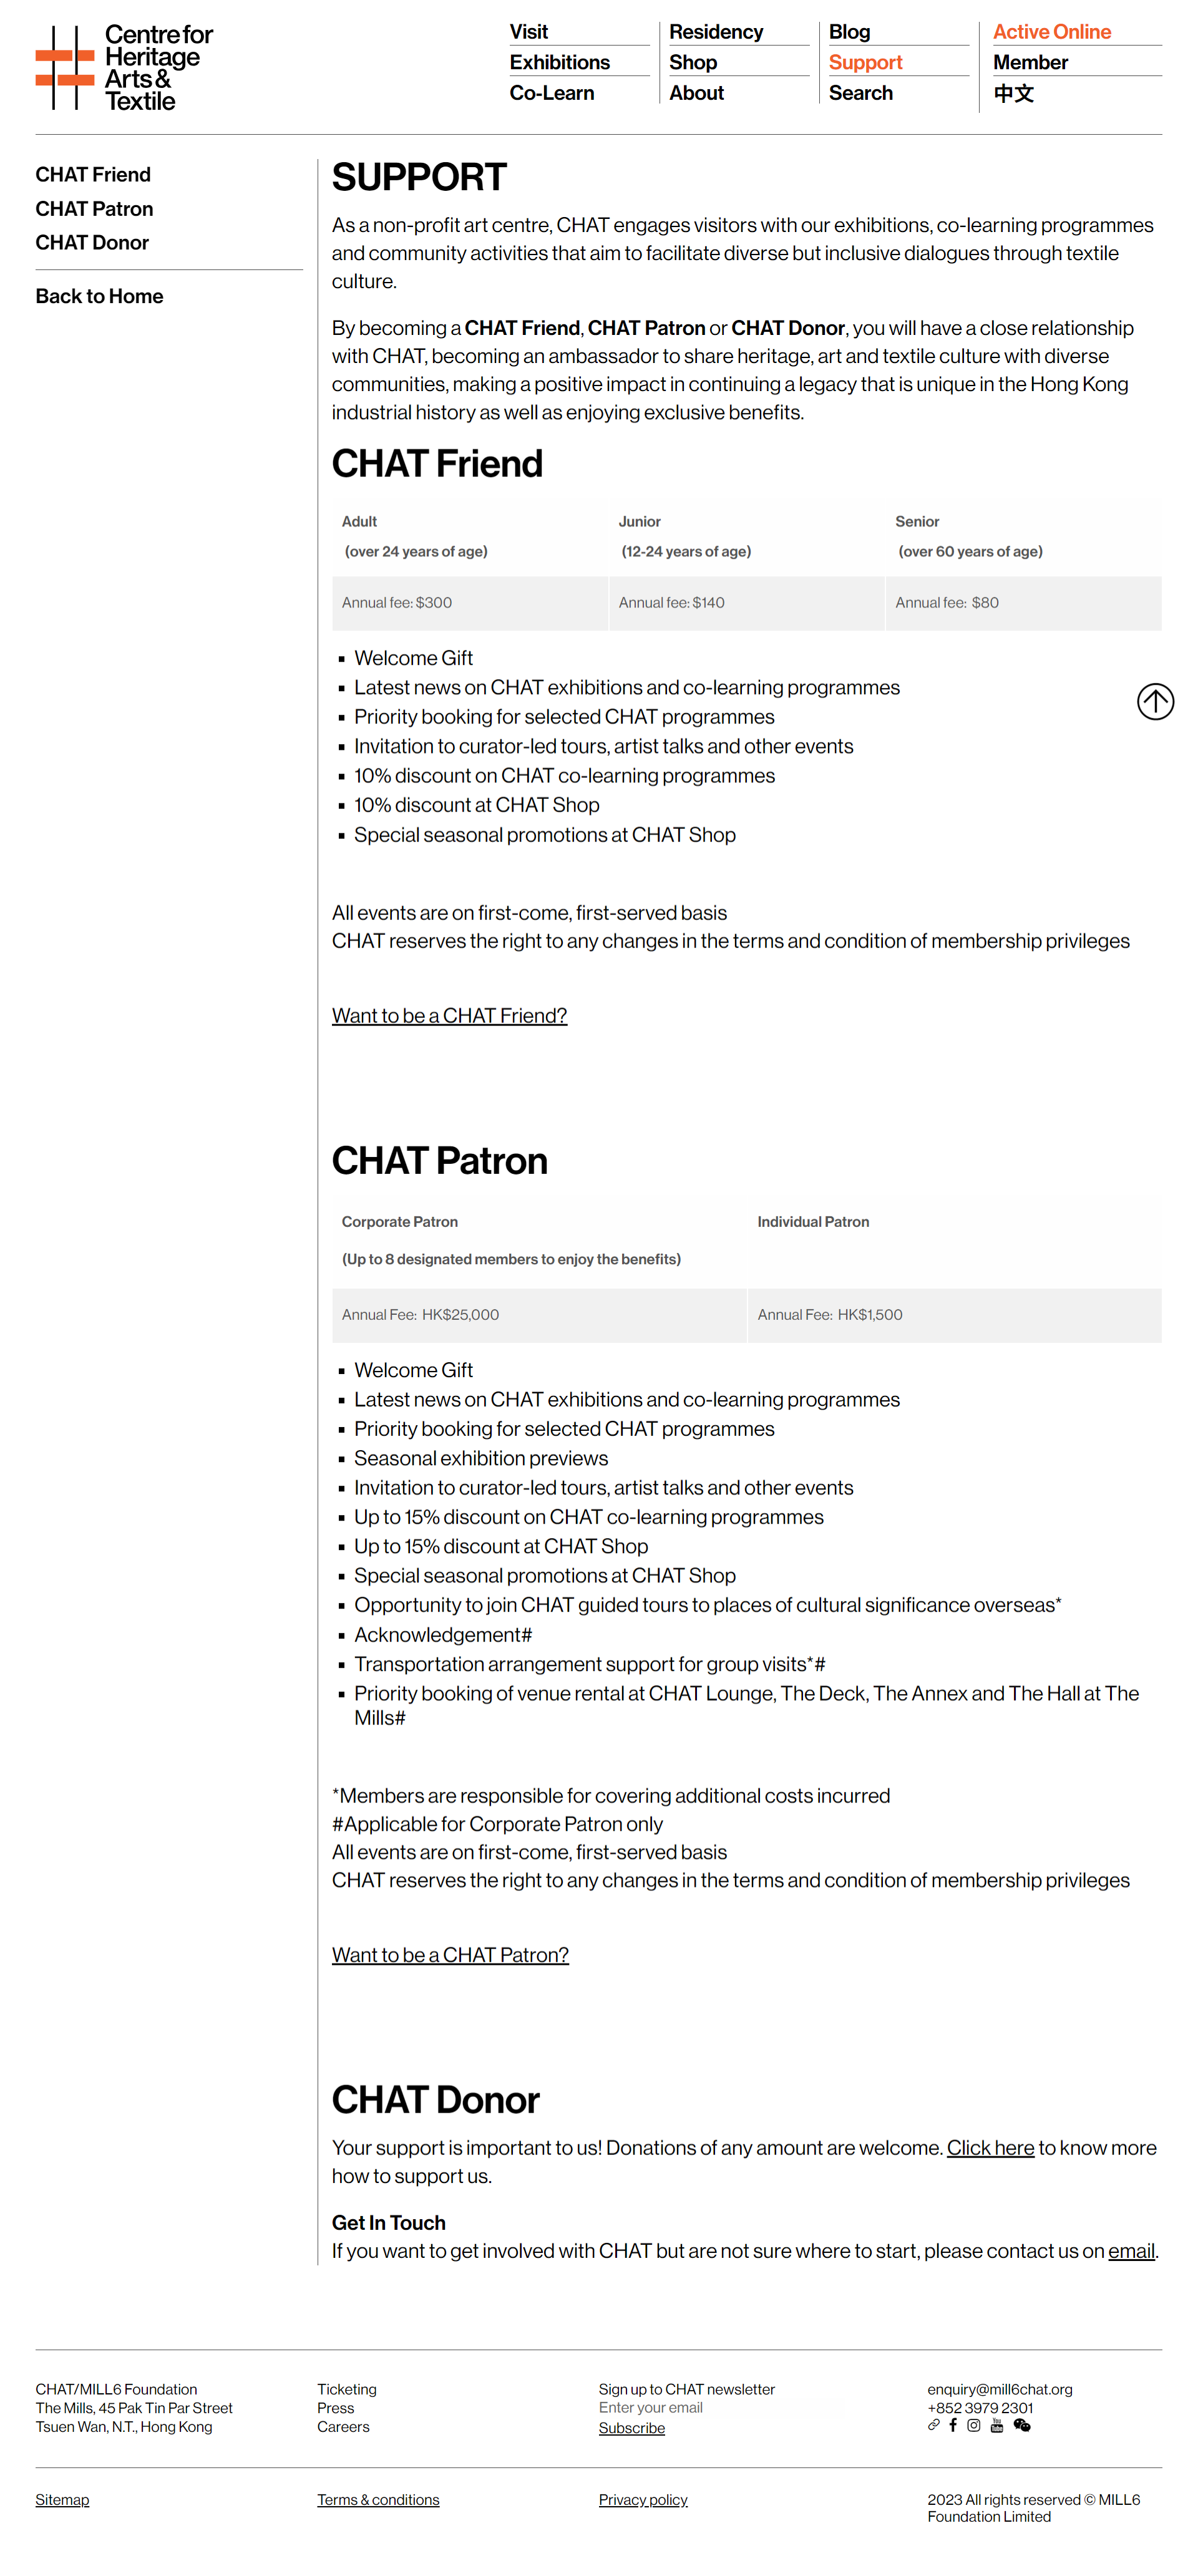 Centre for
Heritage
Arts &
Textile
Visit
Exhibitions
Co-Learn
Residency
Shop
About
Blog
Support
Search
Active Online
Member
中文
CHAT Friend
CHAT Patron
CHAT Donor
Back to Home
SUPPORT
As a non-profit art centre, CHAT engages visitors with our exhibitions, co-learning programmes
and community activities that aim to facilitate diverse but inclusive dialogues through textile
culture.
By becoming a CHAT Friend, CHAT Patron or CHAT Donor, you will have a close relationship
with CHAT, becoming an ambassador to share heritage, art and textile culture with diverse
communities, making a positive impact in continuing a legacy that is unique in the Hong Kong
industrial history as well as enjoying exclusive benefits.
CHAT Friend
Adult
(over 24 years of age)
Junior
(12-24 years of age)
Senior
(over 60 years of age)
Annual fee: $300
Annual fee: $140
Annual fee: $80
▪ Welcome Gift
▪ Latest news on CHAT exhibitions and co-learning programmes
▪ Priority booking for selected CHAT programmes
▪ Invitation to curator-led tours, artist talks and other events
▪ 10% discount on CHAT co-learning programmes
▪ 10% discount at CHAT Shop
▪ Special seasonal promotions at CHAT Shop
All events are on first-come, first-served basis
CHAT reserves the right to any changes in the terms and condition of membership privileges
Want to be a CHAT Friend?
CHAT Patron
Corporate Patron
(Up to 8 designated members to enjoy the benefits)
Individual Patron
Annual Fee: HK$25,000
Annual Fee: HK$1,500
▪ Welcome Gift
▪ Latest news on CHAT exhibitions and co-learning programmes
▪ Priority booking for selected CHAT programmes
▪ Seasonal exhibition previews
▪ Invitation to curator-led tours, artist talks and other events
▪ Up to 15% discount on CHAT co-learning programmes
▪ Up to 15% discount at CHAT Shop
▪ Special seasonal promotions at CHAT Shop
▪ Opportunity to join CHAT guided tours to places of cultural significance overseas*
▪ Acknowledgement#
▪ Transportation arrangement support for group visits*#
▪ Priority booking of venue rental at CHAT Lounge, The Deck, The Annex and The Hall at The
Mills#
*Members are responsible for covering additional costs incurred
#Applicable for Corporate Patron only
All events are on first-come, first-served basis
CHAT reserves the right to any changes in the terms and condition of membership privileges
Want to be a CHAT Patron?
CHAT Donor
Your support is important to us! Donations of any amount are welcome. Click here to know more
how to support us.
Get In Touch
If you want to get involved with CHAT but are not sure where to start, please contact us on email.
CHAT/MILL6 Foundation
The Mills, 45 Pak Tin Par Street
Tsuen Wan, N.T., Hong Kong
Ticketing
Press
Careers
Sign up to CHAT newsletter
Enter your email
Subscribe
enquiry@mill6chat.org
+852 3979 2301
Sitemap
Terms & conditions
Privacy policy
2023 All rights reserved © MILL6
Foundation Limited